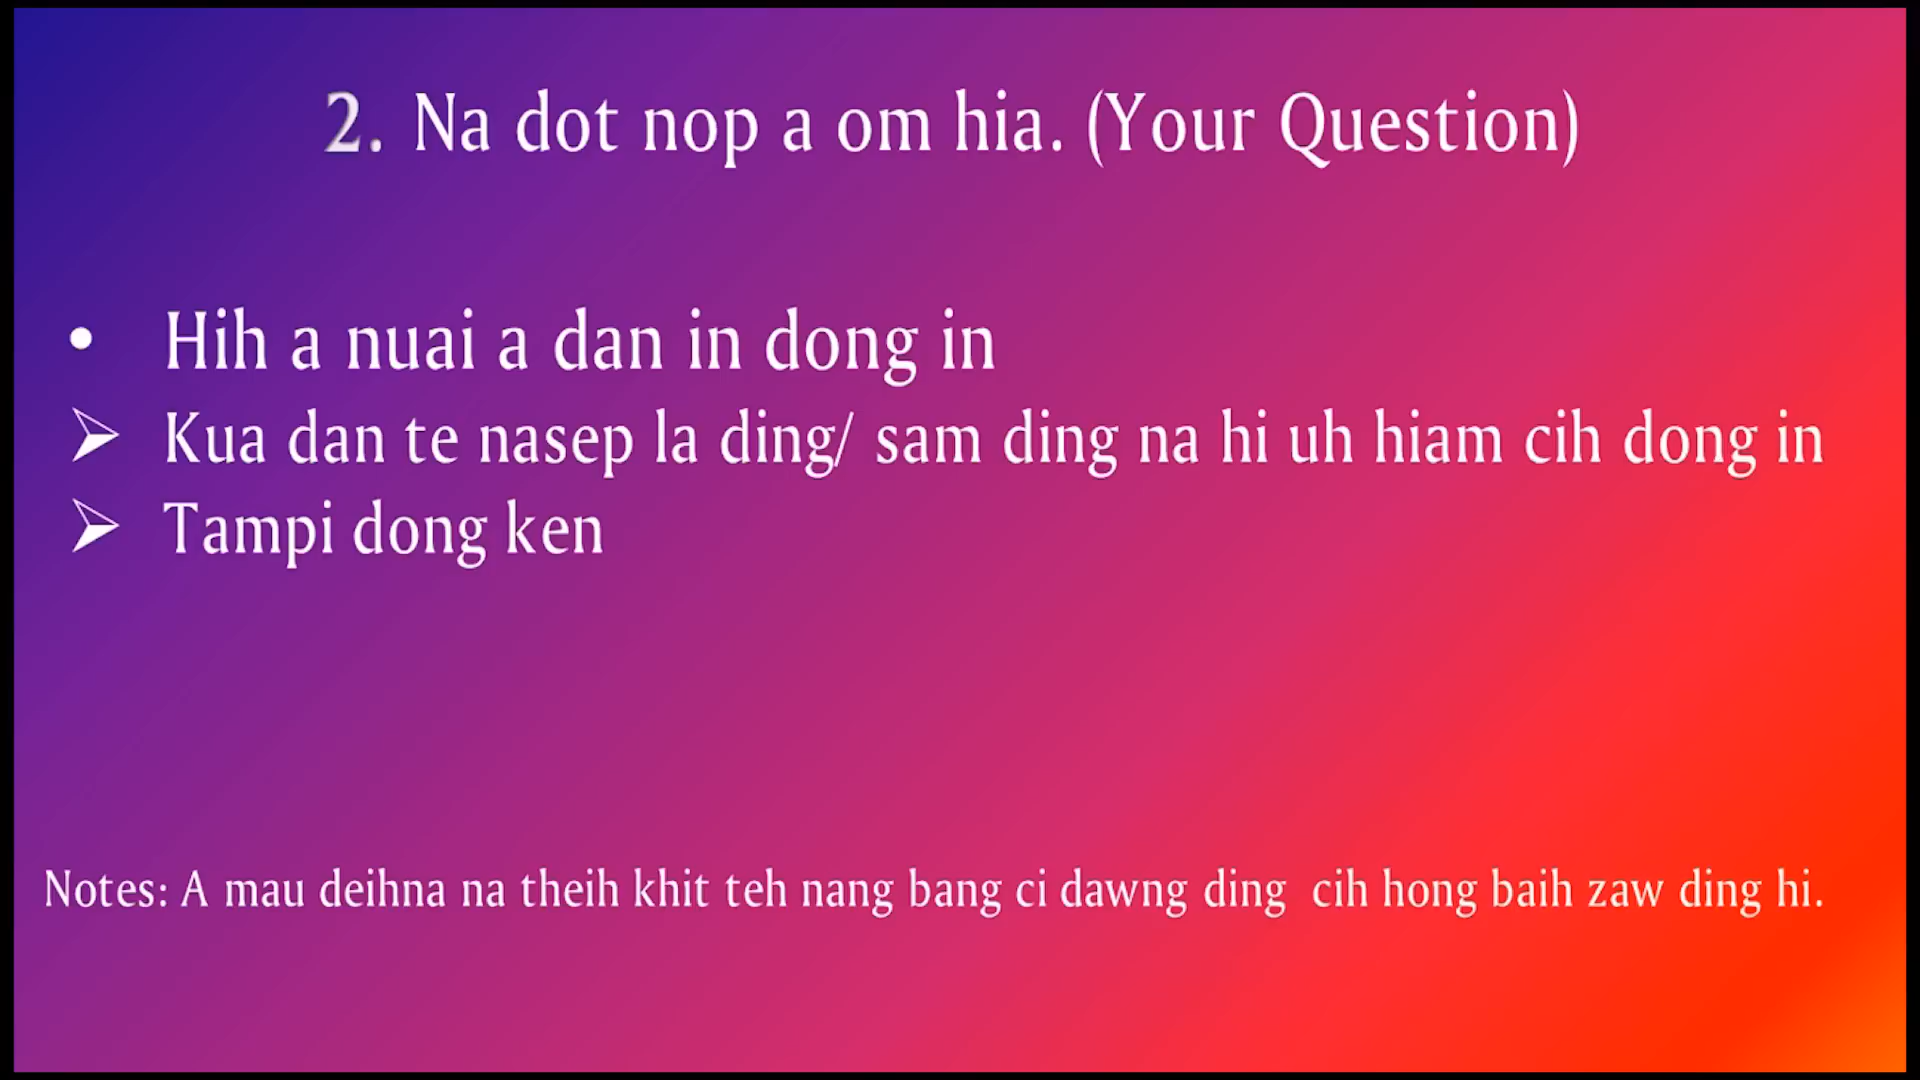 2. Na dot nop a om hia. (Your Question)
• Hih a nuai a dan in dong in
➢ Kua dan te nasep la ding/ sam ding na hi uh hiam cih dong in
➢ Tampi dong ken
Notes: A mau deihna na theih khit teh nang bang ci dawng ding cih hong baih zaw ding hi.